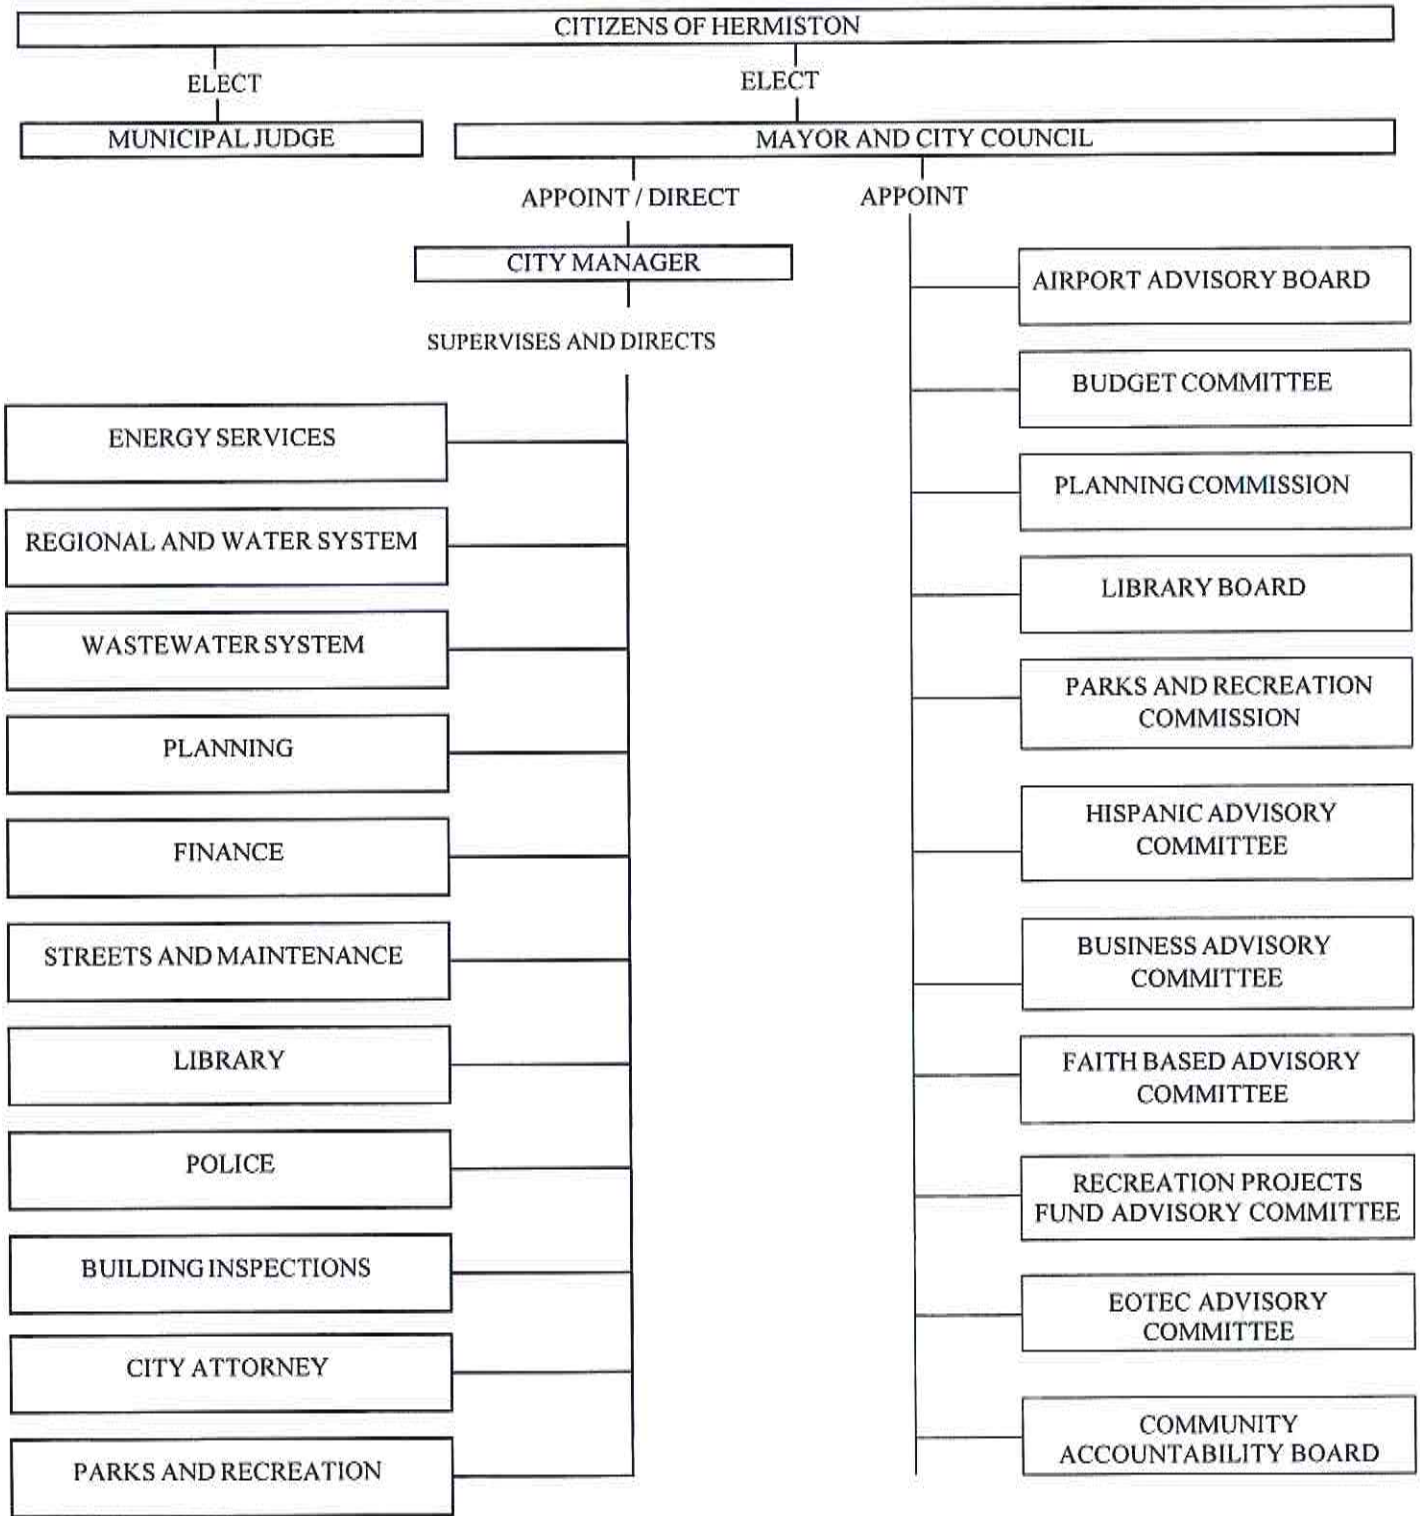 CITIZENS OF HERMISTON
ELECT
ELECT
MUNICIPAL JUDGE
MAYOR AND CITY COUNCIL
APPOINT / DIRECT
APPOINT
CITY MANAGER
SUPERVISES AND DIRECTS
ENERGY SERVICES
REGIONAL AND WATER SYSTEM
WASTEWATER SYSTEM
PLANNING
FINANCE
STREETS AND MAINTENANCE
LIBRARY
POLICE
BUILDING INSPECTIONS
CITY ATTORNEY
PARKS AND RECREATION
AIRPORT ADVISORY BOARD
BUDGET COMMITTEE
PLANNING COMMISSION
LIBRARY BOARD
PARKS AND RECREATION
COMMISSION
HISPANIC ADVISORY
COMMITTEE
BUSINESS ADVISORY
COMMITTEE
FAITH BASED ADVISORY
COMMITTEE
RECREATION PROJECTS
FUND ADVISORY COMMITTEE
EOTEC ADVISORY
COMMITTEE
COMMUNITY
ACCOUNTABILITY BOARD